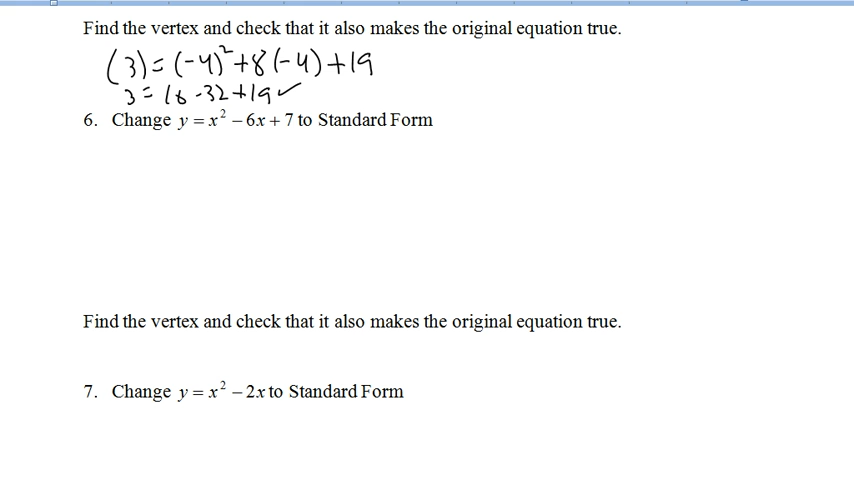 Find the vertex and check that it also makes the original equation true.
(3) = (-4)² + 8(-4) + 19
3 = 16 - 32 + 19 ✓
6. Change y = x² − 6x + 7 to Standard Form
Find the vertex and check that it also makes the original equation true.
7. Change y = x² − 2x to Standard Form